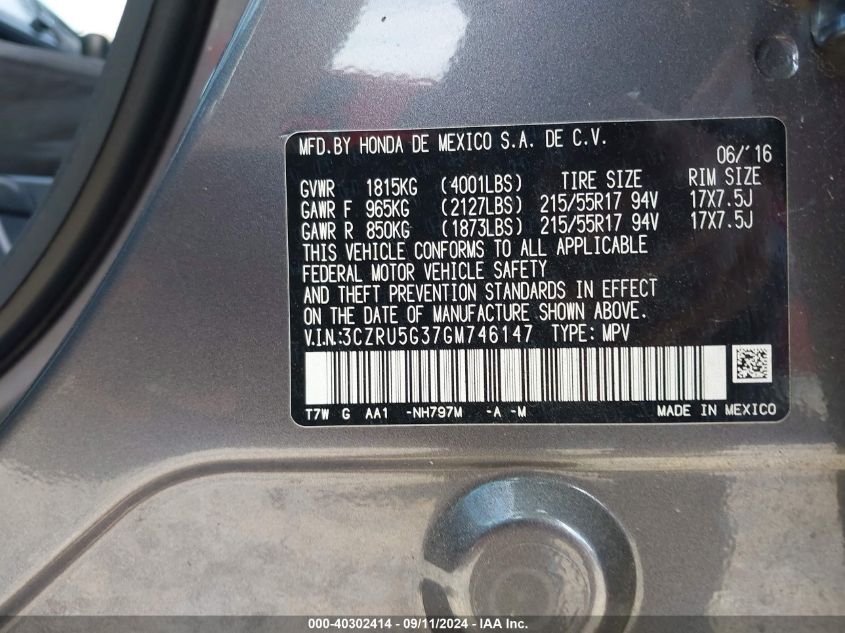 MFD.BY HONDA DE MEXICO S.A. DE C.V.
06/'16
GVWR 1815KG (4001LBS) TIRE SIZE RIM SIZE
GAWR F 965KG (2127LBS) 215/55R17 94V 17X7.5J
GAWR R 850KG (1873LBS) 215/55R17 94V 17X7.5J
THIS VEHICLE CONFORMS TO ALL APPLICABLE
FEDERAL MOTOR VEHICLE SAFETY
AND THEFT PREVENTION STANDARDS IN EFFECT
ON THE DATE OF MANUFACTURE SHOWN ABOVE.
V.I.N:3CZRU5G37GM746147 TYPE: MPV
T7W G AA1 -NH797M -A -M MADE IN MEXICO
000-40302414 - 09/11/2024 - IAA Inc.